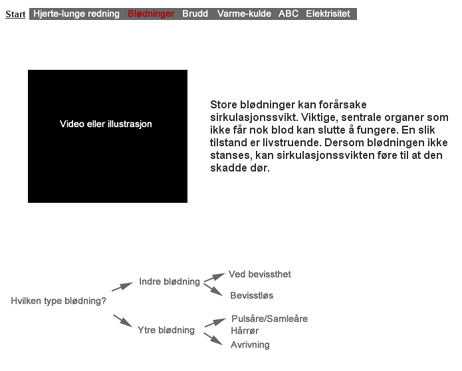 Start Hjerte-lunge redning Blødninger Brudd Varme-kulde ABC Elektrisitet
Video eller illustrasjon
Store blødninger kan forårsake
sirkulasjonssvikt. Viktige, sentrale organer som
ikke får nok blod kan slutte å fungere. En slik
tilstand er livstruende. Dersom blødningen ikke
stanses, kan sirkulasjonssvikten føre til at den
skadde dør.
Hvilken type blødning?
Indre blødning
Ved bevissthet
Bevisstløs
Ytre blødning
Pulsåre/Samleåre
Hårrør
Avrivning